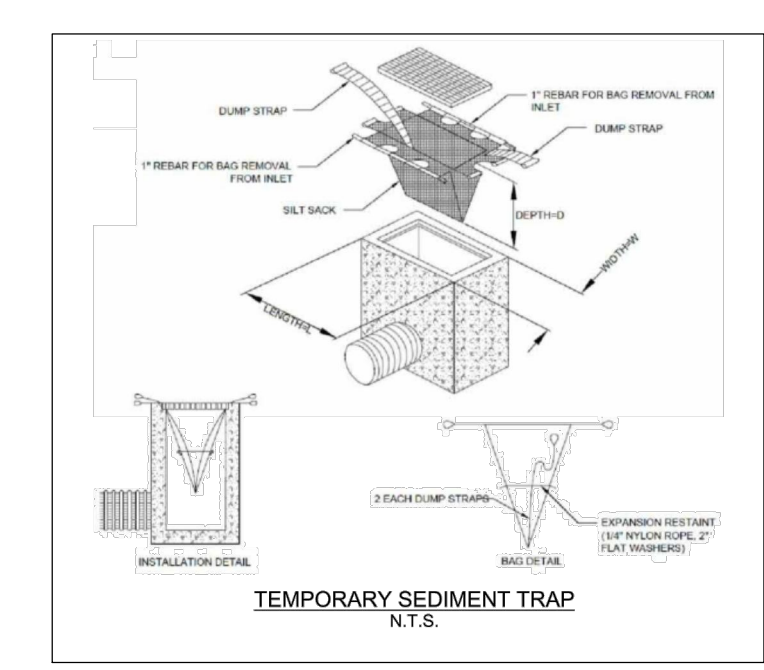 1" REBAR FOR BAG REMOVAL FROM
INLET
DUMP STRAP
DUMP STRAP
1" REBAR FOR BAG REMOVAL
FROM INLET
SILT SACK
DEPTH=D
WIDTH=W
LENGTH=L
2 EACH DUMP STRAPS
EXPANSION RESTAINT
(1/4" NYLON ROPE, 2"
FLAT WASHERS)
INSTALLATION DETAIL
BAG DETAIL
TEMPORARY SEDIMENT TRAP
N.T.S.